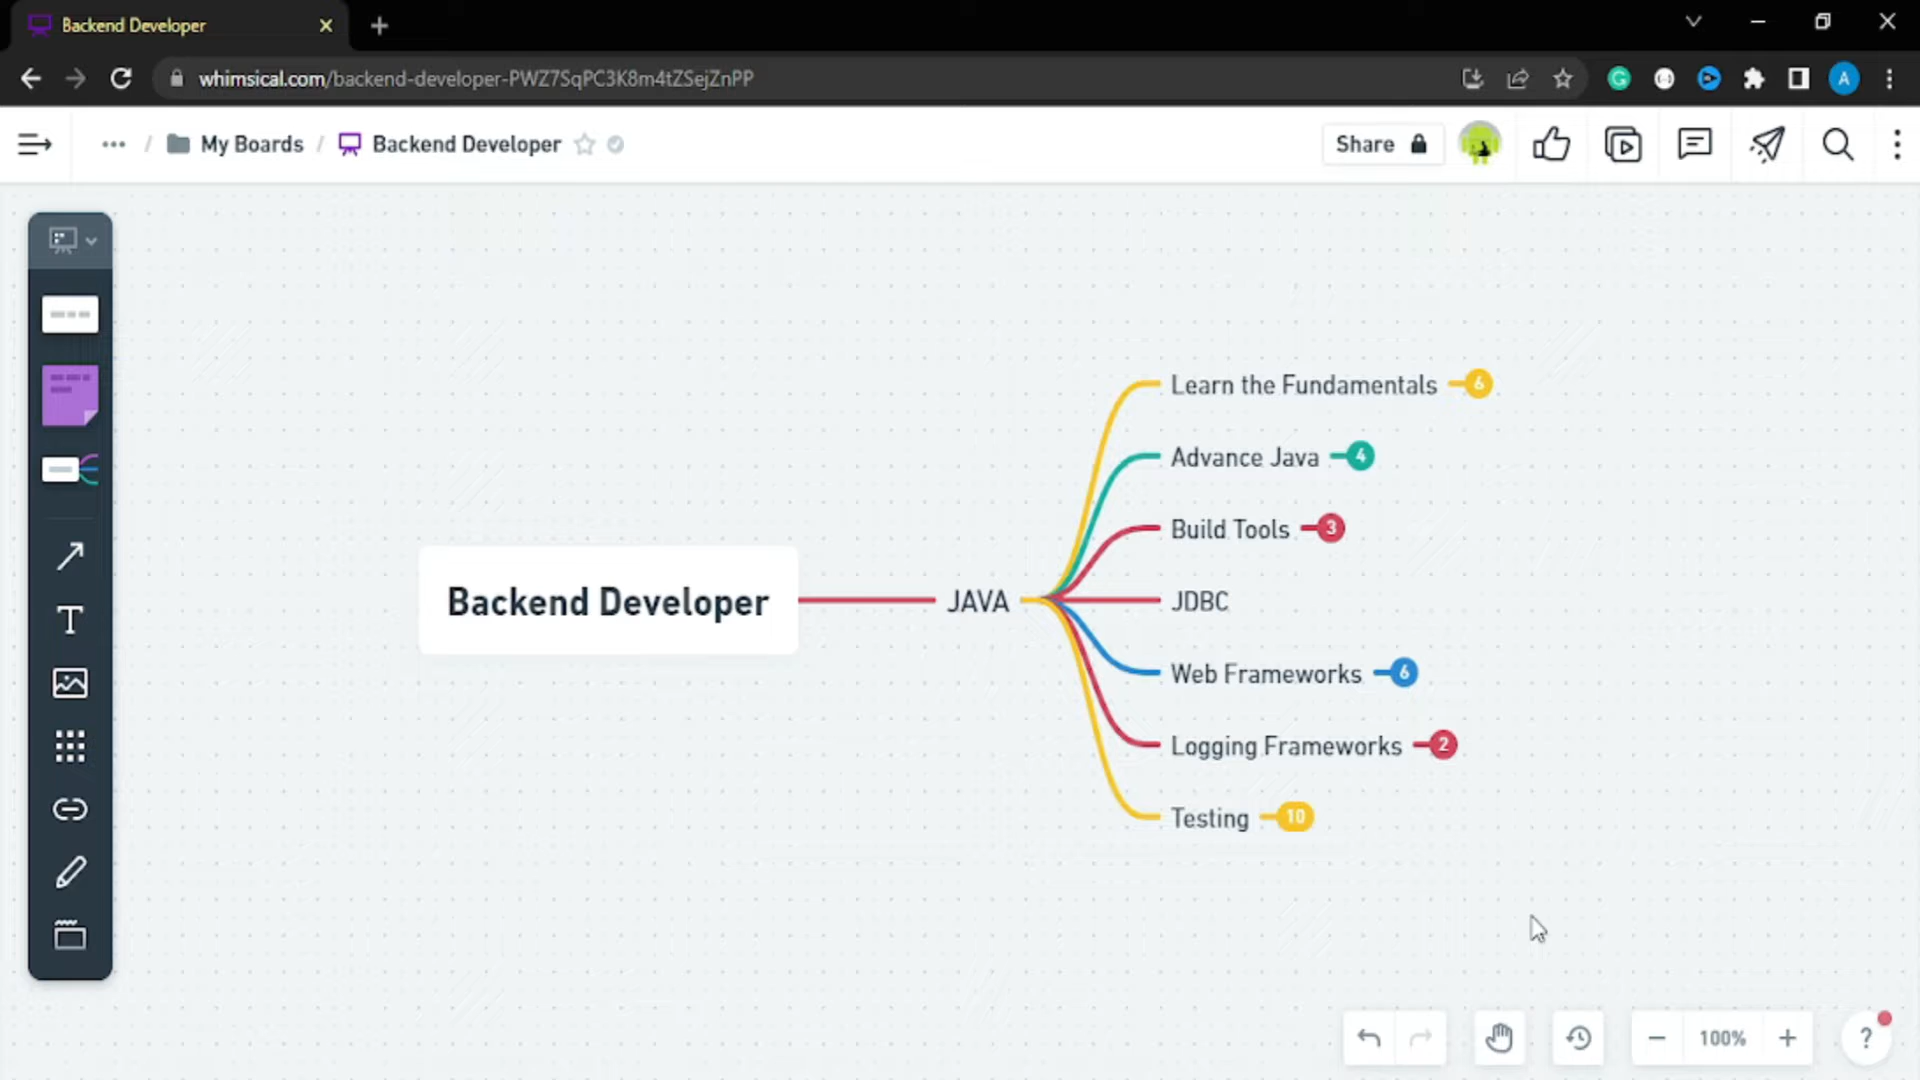 Backend Developer
whimsical.com/backend-developer-PWZ7SqPC3K8m4tZSejZnPP
G
A
... / My Boards / Backend Developer
Share
Learn the Fundamentals 6
Advance Java 4
Build Tools 3
Backend Developer
JAVA
JDBC
Web Frameworks 6
Logging Frameworks 2
Testing 10
T
100%
?